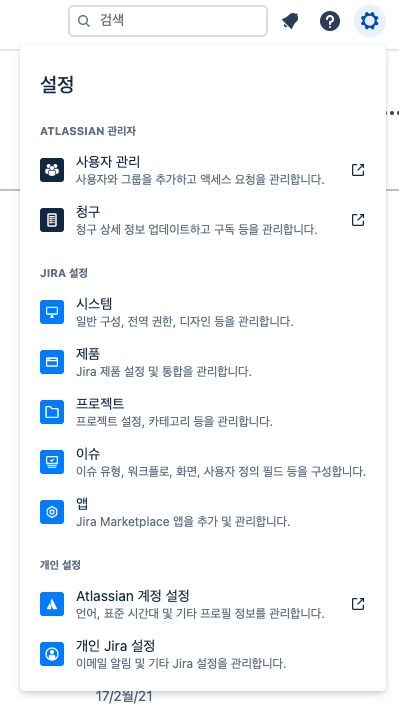 검색
설정
ATLASSIAN 관리자
사용자 관리
사용자와 그룹을 추가하고 액세스 요청을 관리합니다.
청구
청구 상세 정보 업데이트하고 구독 등을 관리합니다.
JIRA 설정
시스템
일반 구성, 전역 권한, 디자인 등을 관리합니다.
제품
Jira 제품 설정 및 통합을 관리합니다.
프로젝트
프로젝트 설정, 카테고리 등을 관리합니다.
이슈
이슈 유형, 워크플로, 화면, 사용자 정의 필드 등을 구성합니다.
앱
Jira Marketplace 앱을 추가 및 관리합니다.
개인 설정
Atlassian 계정 설정
언어, 표준 시간대 및 기타 프로필 정보를 관리합니다.
개인 Jira 설정
이메일 알림 및 기타 Jira 설정을 관리합니다.
17/2월/21